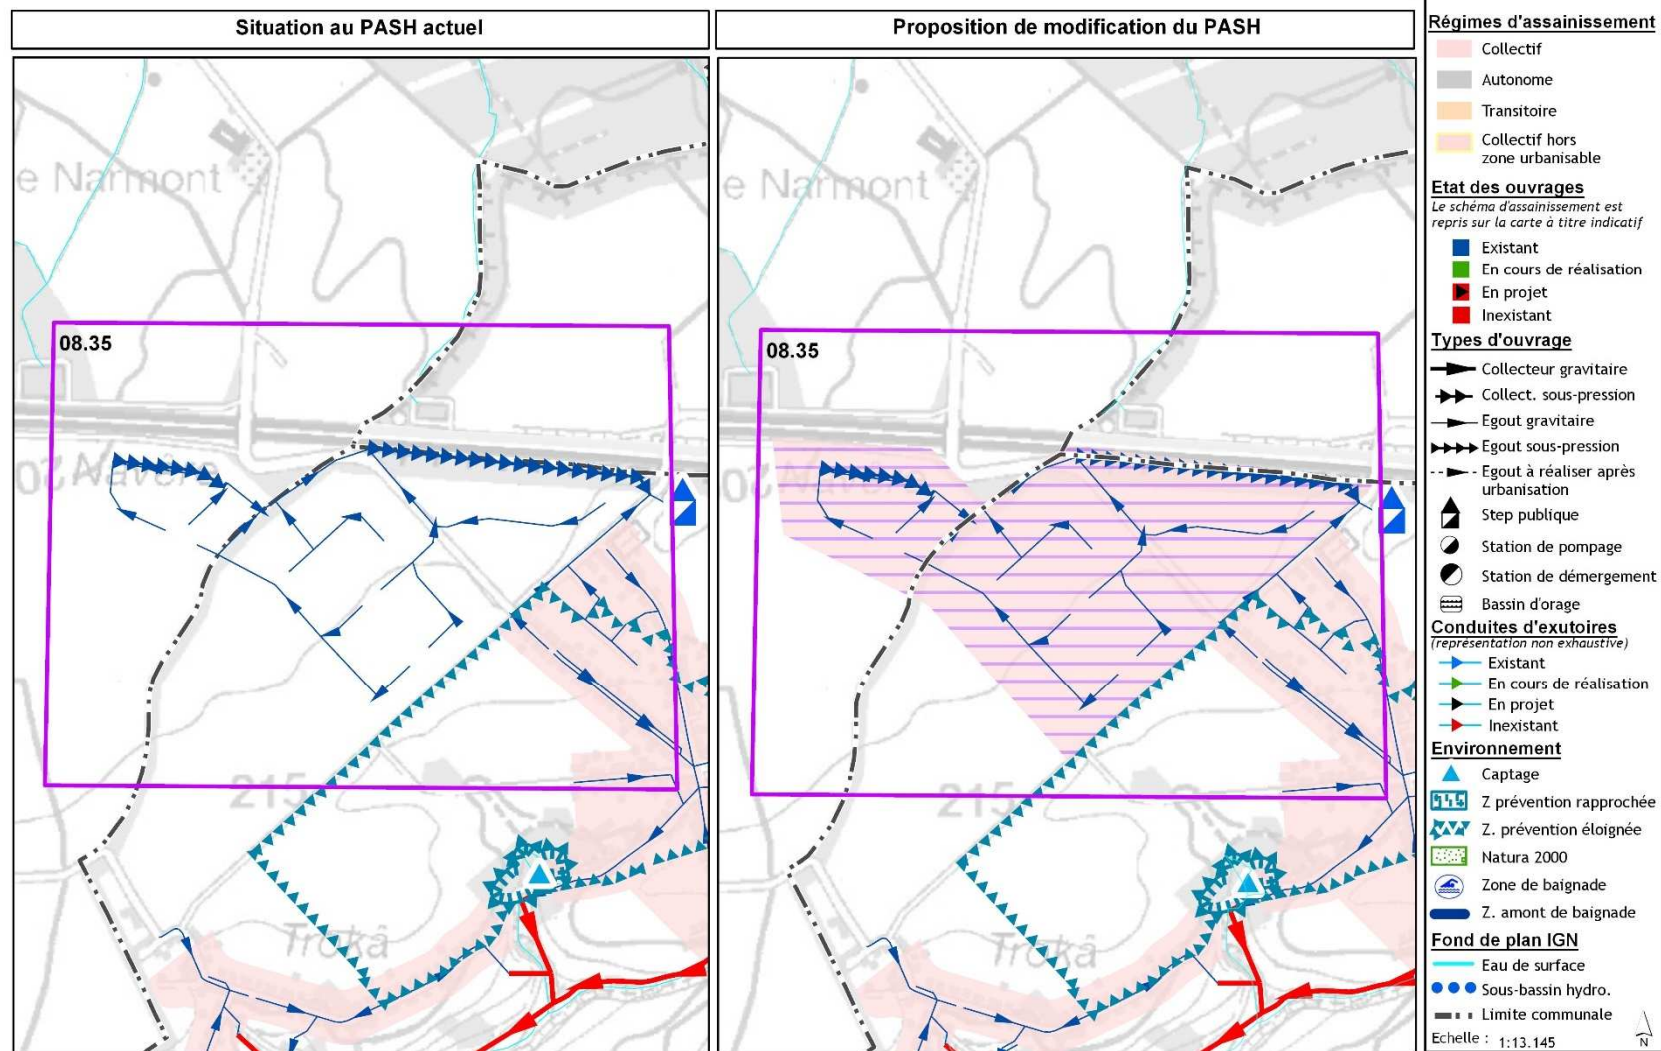 Situation au PASH actuel
Proposition de modification du PASH
e Narmont
08.35
Naver
215
Trokâ
e Narmont
08.35
215
Trokâ
Régimes d'assainissement
Collectif
Autonome
Transitoire
Collectif hors
zone urbanisable
Etat des ouvrages
Le schéma d'assainissement est
repris sur la carte à titre indicatif
Existant
En cours de réalisation
En projet
Inexistant
Types d'ouvrage
Collecteur gravitaire
Collect. sous-pression
Egout gravitaire
Egout sous-pression
Egout à réaliser après
urbanisation
Step publique
Station de pompage
Station de démergement
Bassin d'orage
Conduites d'exutoires
(représentation non exhaustive)
Existant
En cours de réalisation
En projet
Inexistant
Environnement
Captage
Z prévention rapprochée
Z. prévention éloignée
Natura 2000
Zone de baignade
Z. amont de baignade
Fond de plan IGN
Eau de surface
Sous-bassin hydro.
Limite communale
Echelle : 1:13.145
N